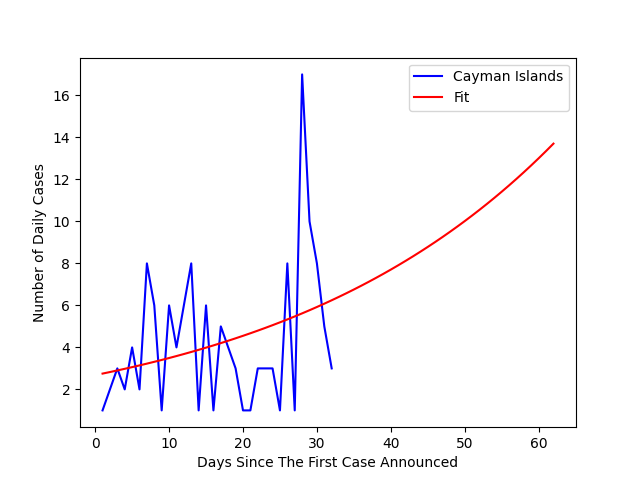 Cayman Islands
Fit
Number of Daily Cases
16
14
12
10
8
6
4
2
0 10 20 30 40 50 60
Days Since The First Case Announced